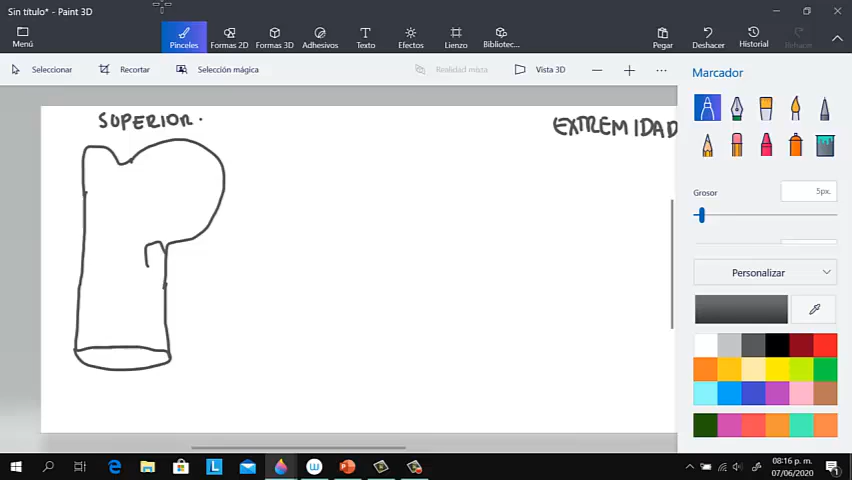 Sin título* - Paint 3D
Menú
Pinceles
Formas 2D
Formas 3D
Adhesivos
Texto
Efectos
Lienzo
Bibliotec...
Pegar
Deshacer
Historial
Rehacer
Seleccionar
Recortar
Selección mágica
Realidad mixta
Vista 3D
Marcador
SUPERIOR.
EXTREMIDAD
Grosor
5px.
Personalizar
08:16 p. m.
07/06/2020